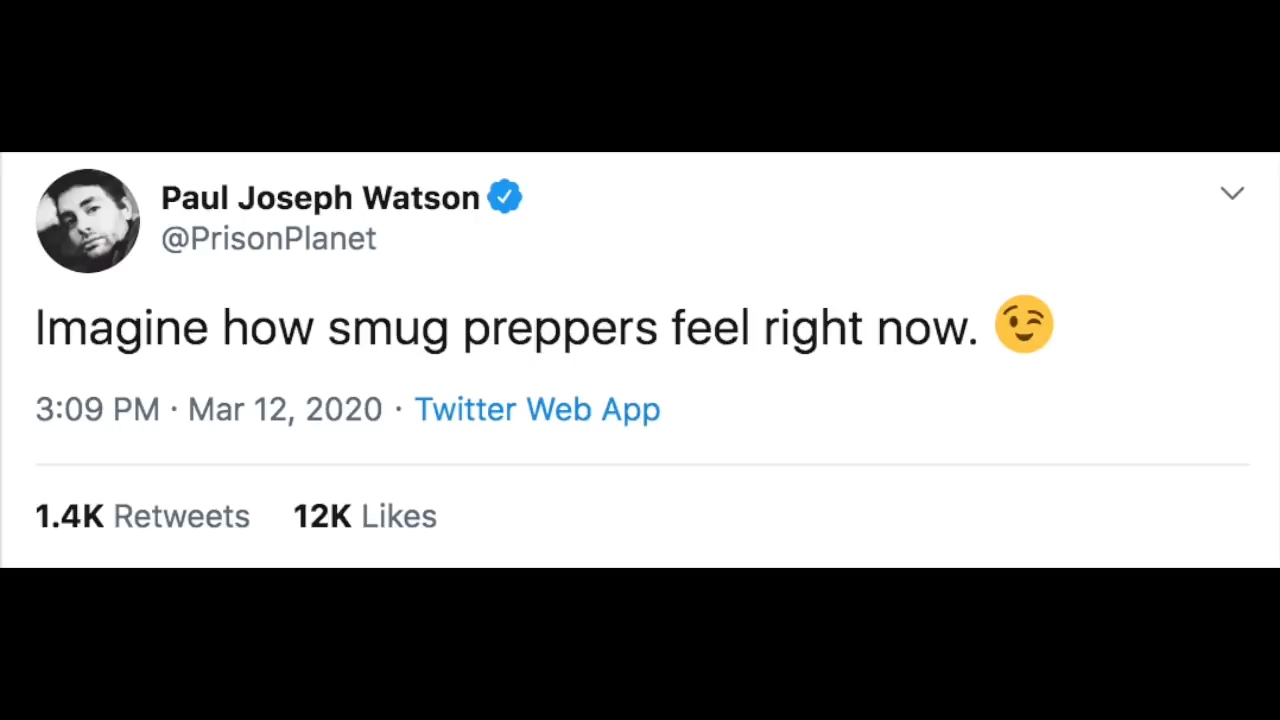 Paul Joseph Watson
@PrisonPlanet
Imagine how smug preppers feel right now. 😉
3:09 PM · Mar 12, 2020 · Twitter Web App
1.4K Retweets 12K Likes